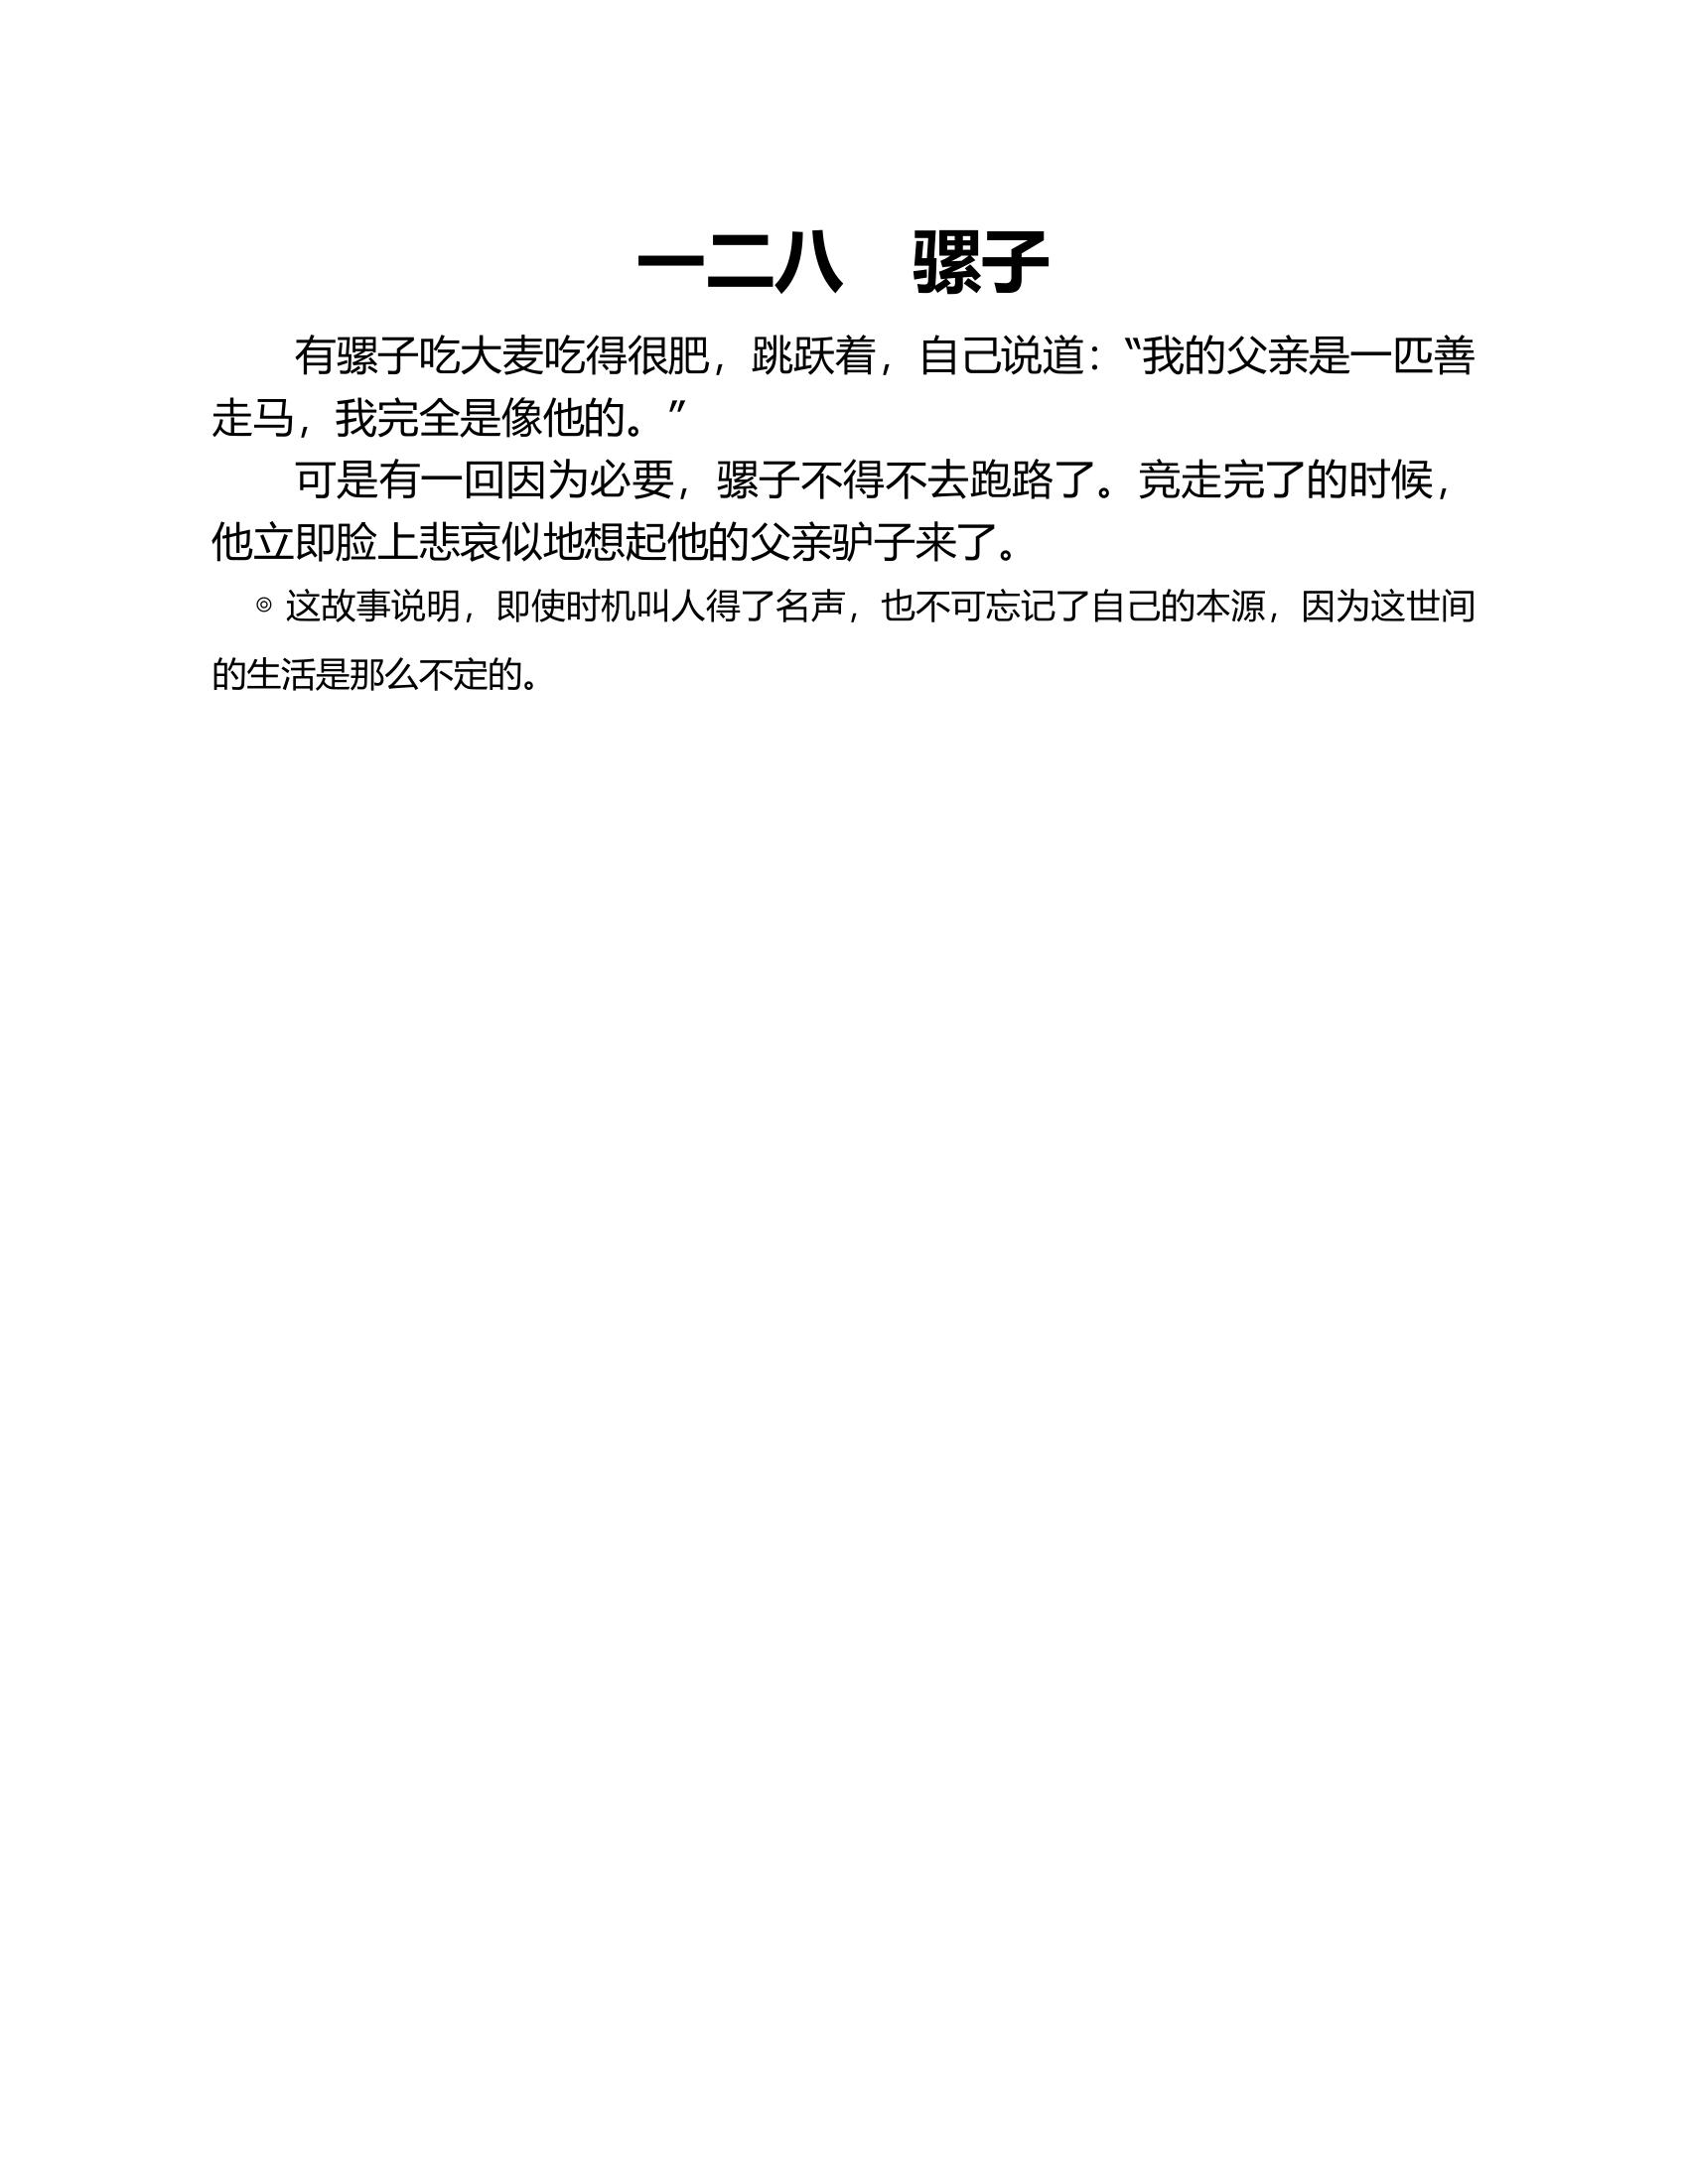 一二八　骡子
有骡子吃大麦吃得很肥，跳跃着，自己说道：“我的父亲是一匹善
走马，我完全是像他的。”
可是有一回因为必要，骡子不得不去跑路了。竞走完了的时候，
他立即脸上悲哀似地想起他的父亲驴子来了。
◎ 这故事说明，即使时机叫人得了名声，也不可忘记了自己的本源，因为这世间
的生活是那么不定的。